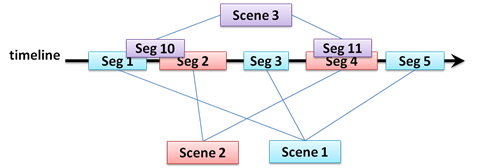 Scene 3
Seg 10 Seg 11
timeline
Seg 1 Seg 2 Seg 3 Seg 4 Seg 5
Scene 2 Scene 1